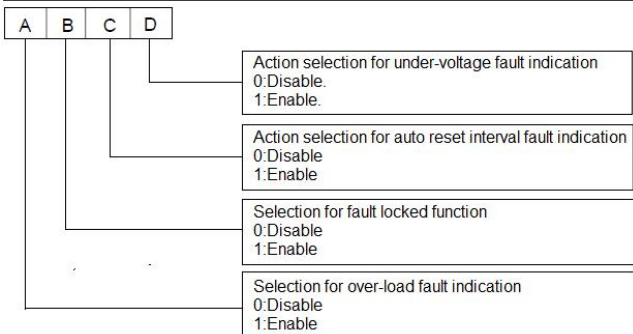 A B C D
Action selection for under-voltage fault indication
0:Disable.
1:Enable.
Action selection for auto reset interval fault indication
0:Disable
1:Enable
Selection for fault locked function
0:Disable
1:Enable
Selection for over-load fault indication
0:Disable
1:Enable